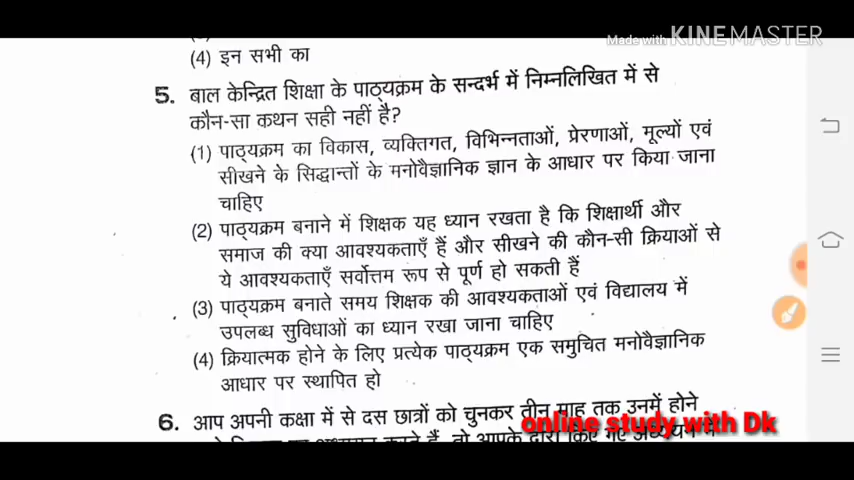 Made with KINEMASTER
(4) इन सभी का
5. बाल केन्द्रित शिक्षा के पाठ्यक्रम के सन्दर्भ में निम्नलिखित में से
कौन-सा कथन सही नहीं है?
(1) पाठ्यक्रम का विकास, व्यक्तिगत, विभिन्नताओं, प्रेरणाओं, मूल्यों एवं
सीखने के सिद्धान्तों के मनोवैज्ञानिक ज्ञान के आधार पर किया जाना
चाहिए
(2) पाठ्यक्रम बनाने में शिक्षक यह ध्यान रखता है कि शिक्षार्थी और
समाज की क्या आवश्यकताएँ हैं और सीखने की कौन-सी क्रियाओं से
ये आवश्यकताएँ सर्वोत्तम रूप से पूर्ण हो सकती हैं
(3) पाठ्यक्रम बनाते समय शिक्षक की आवश्यकताओं एवं विद्यालय में
उपलब्ध सुविधाओं का ध्यान रखा जाना चाहिए
(4) क्रियात्मक होने के लिए प्रत्येक पाठ्यक्रम एक समुचित मनोवैज्ञानिक
आधार पर स्थापित हो
6. आप अपनी कक्षा में से दस छात्रों को चुनकर तीन माह तक उनमें होने
online study with Dk